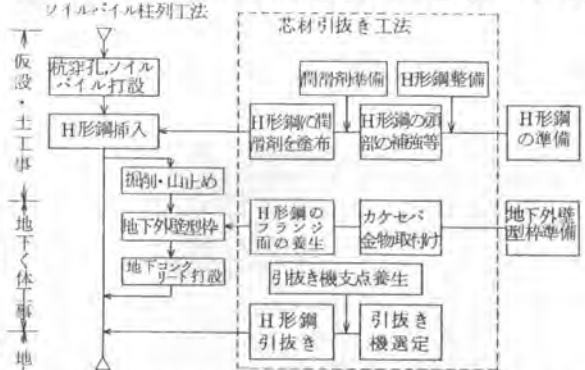 ソイルパイル柱列工法
芯材引抜き工法
仮設・土工事
杭穿孔,ソイル
パイル打設
潤滑剤準備
H形鋼整備
H形鋼挿入
H形鋼に潤
滑剤を塗布
H形鋼の頭
部の補強等
H形鋼
の準備
掘削・山止め
地下く体工事
地下外壁型枠
H形鋼の
フランジ
面の養生
カケセパ
金物取付け
地下外壁
型枠準備
地下コンク
リート打設
引抜き機支点養生
H形鋼
引抜き
引抜き
機選定
地